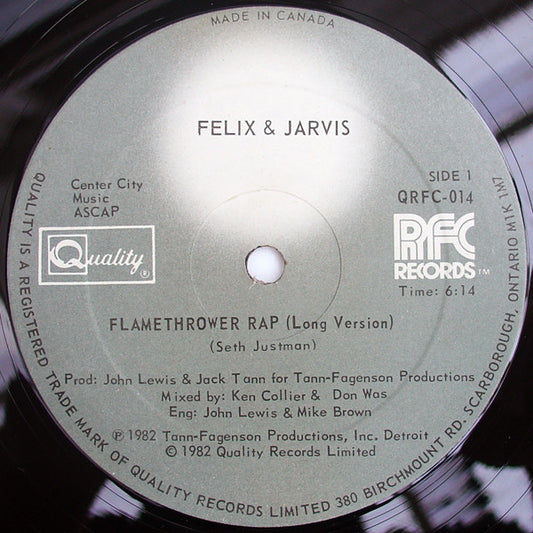 MADE IN CANADA
FELIX & JARVIS
Center City
Music
ASCAP
SIDE 1
QRFC-014
Quality®
RFC
RECORDS™
Time: 6:14
FLAMETHROWER RAP (Long Version)
(Seth Justman)
Prod: John Lewis & Jack Tann for Tann-Fagenson Productions
Mixed by: Ken Collier & Don Was
Eng: John Lewis & Mike Brown
℗ 1982 Tann-Fagenson Productions, Inc. Detroit
© 1982 Quality Records Limited
QUALITY IS A REGISTERED TRADE MARK OF QUALITY RECORDS LIMITED 380 BIRCHMOUNT RD. SCARBOROUGH, ONTARIO M1K 1M7